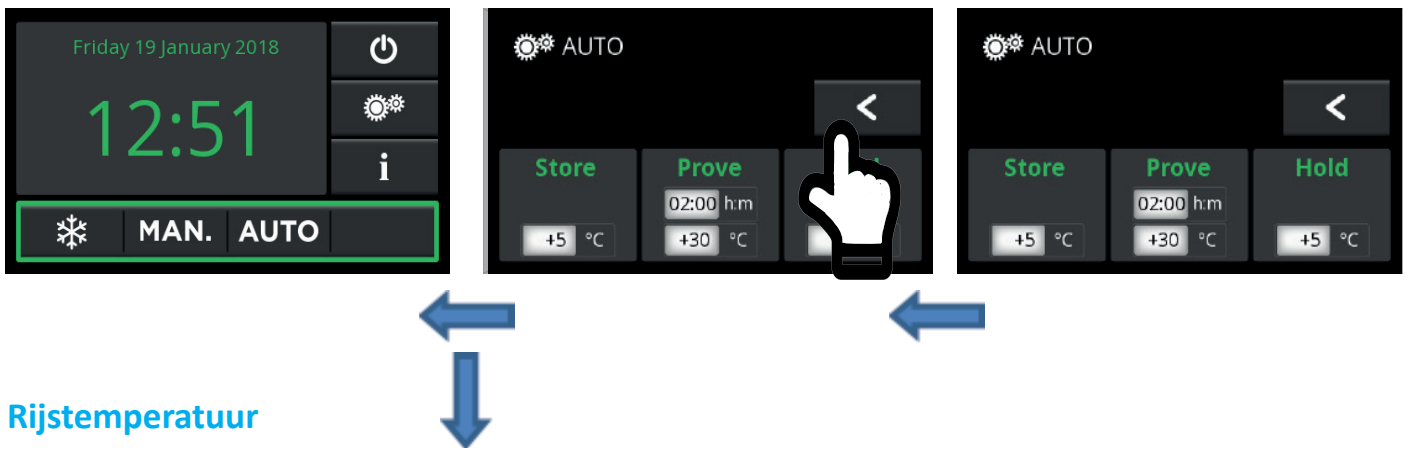 Friday 19 January 2018
12:51
i
MAN. AUTO
AUTO
<
Store Prove
02:00 h:m
+5 °C +30 °C
AUTO
<
Store Prove Hold
02:00 h:m
+5 °C +30 °C +5 °C
Rijstemperatuur